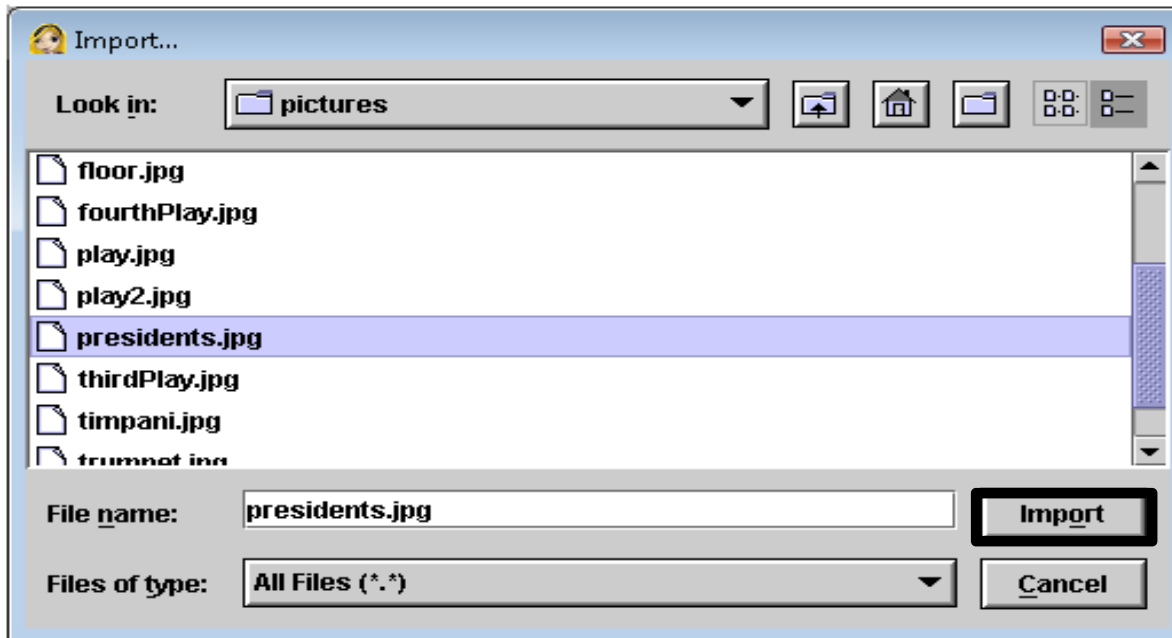 Import...
Look in: pictures
floor.jpg
fourthPlay.jpg
play.jpg
play2.jpg
presidents.jpg
thirdPlay.jpg
timpani.jpg
File name: presidents.jpg Import
Files of type: All Files (*.*) Cancel